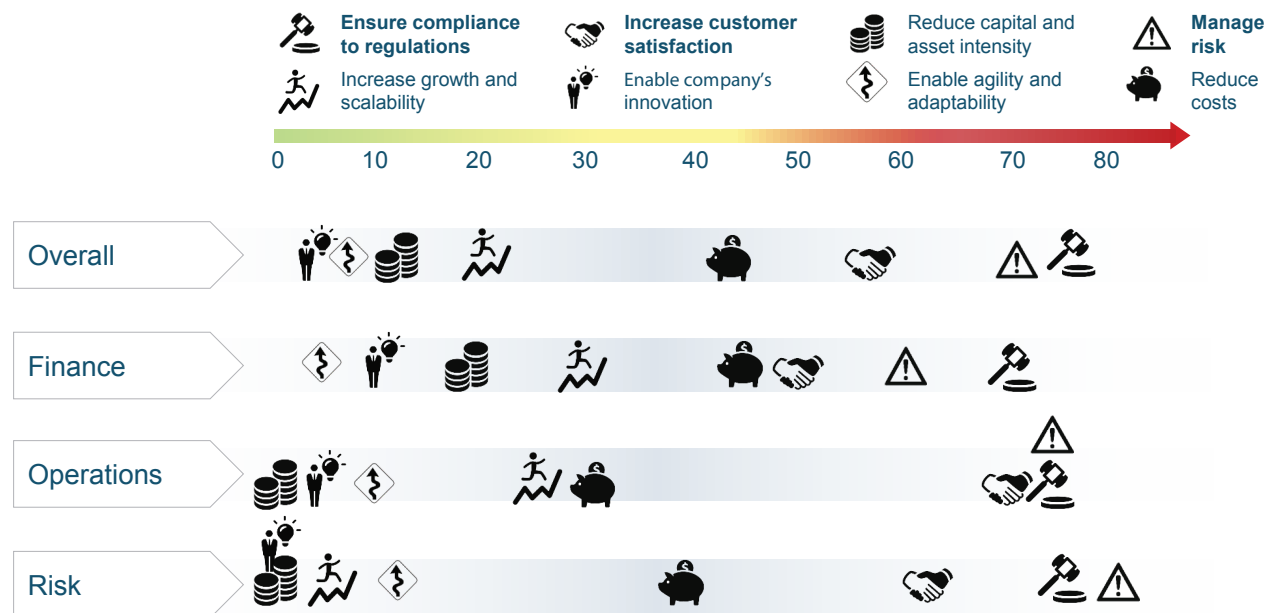 Ensure compliance
to regulations
Increase customer
satisfaction
Reduce capital and
asset intensity
Manage
risk
Increase growth and
scalability
Enable company's
innovation
Enable agility and
adaptability
Reduce
costs
0 10 20 30 40 50 60 70 80
Overall
Finance
Operations
Risk